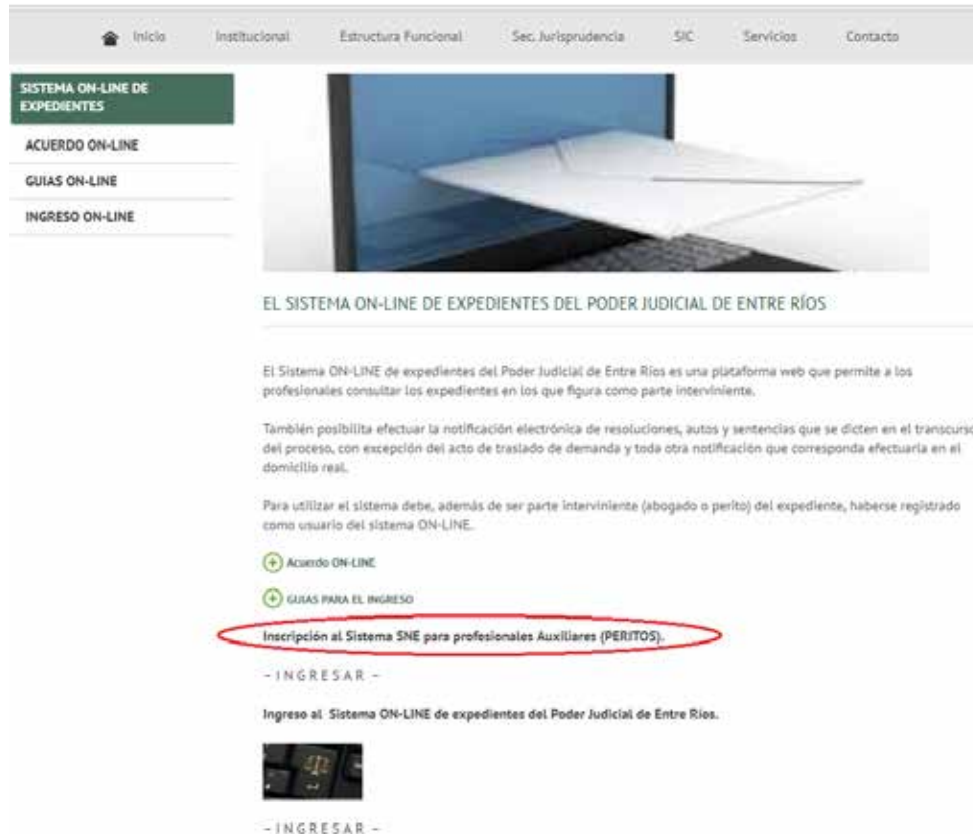 Inicio Institucional Estructura Funcional Sec. Jurisprudencia SIC Servicios Contacto
SISTEMA ON-LINE DE
EXPEDIENTES
ACUERDO ON-LINE
GUIAS ON-LINE
INGRESO ON-LINE
EL SISTEMA ON-LINE DE EXPEDIENTES DEL PODER JUDICIAL DE ENTRE RÍOS
El Sistema ON-LINE de expedientes del Poder Judicial de Entre Ríos es una plataforma web que permite a los
profesionales consultar los expedientes en los que figura como parte interviniente.
También posibilita efectuar la notificación electrónica de resoluciones, autos y sentencias que se dicten en el transcurso
del proceso, con excepción del acto de traslado de demanda y toda otra notificación que corresponda efectuarla en el
domicilio real.
Para utilizar el sistema debe, además de ser parte interviniente (abogado o perito) del expediente, haberse registrado
como usuario del sistema ON-LINE.
Acuerdo ON-LINE
GUIAS PARA EL INGRESO
Inscripción al Sistema SNE para profesionales Auxiliares (PERITOS).
– I N G R E S A R –
Ingreso al Sistema ON-LINE de expedientes del Poder Judicial de Entre Ríos.
– I N G R E S A R –